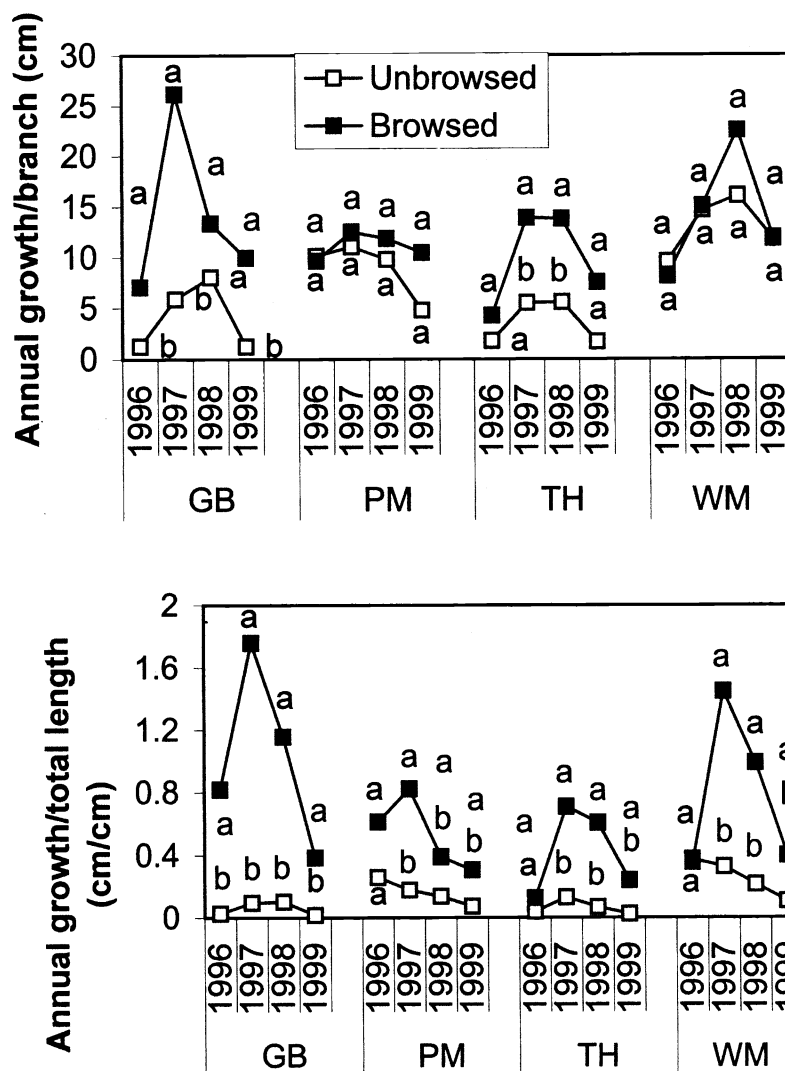 Annual growth/branch (cm)
30
25
20
15
10
5
0
Unbrowsed
Browsed
a a a a a b b a b
a a a a a a a a
a a a a b b a a
a a a a a a a a
1996 1997 1998 1999 1996 1997 1998 1999 1996 1997 1998 1999 1996 1997 1998 1999
GB PM TH WM
Annual growth/total length
(cm/cm)
2
1.6
1.2
0.8
0.4
0
a a a a b b b b
a a a a a b b b
a a a a a b b b
a a a a a b b
1996 1997 1998 1999 1996 1997 1998 1999 1996 1997 1998 1999 1996 1997 1998
GB PM TH WM